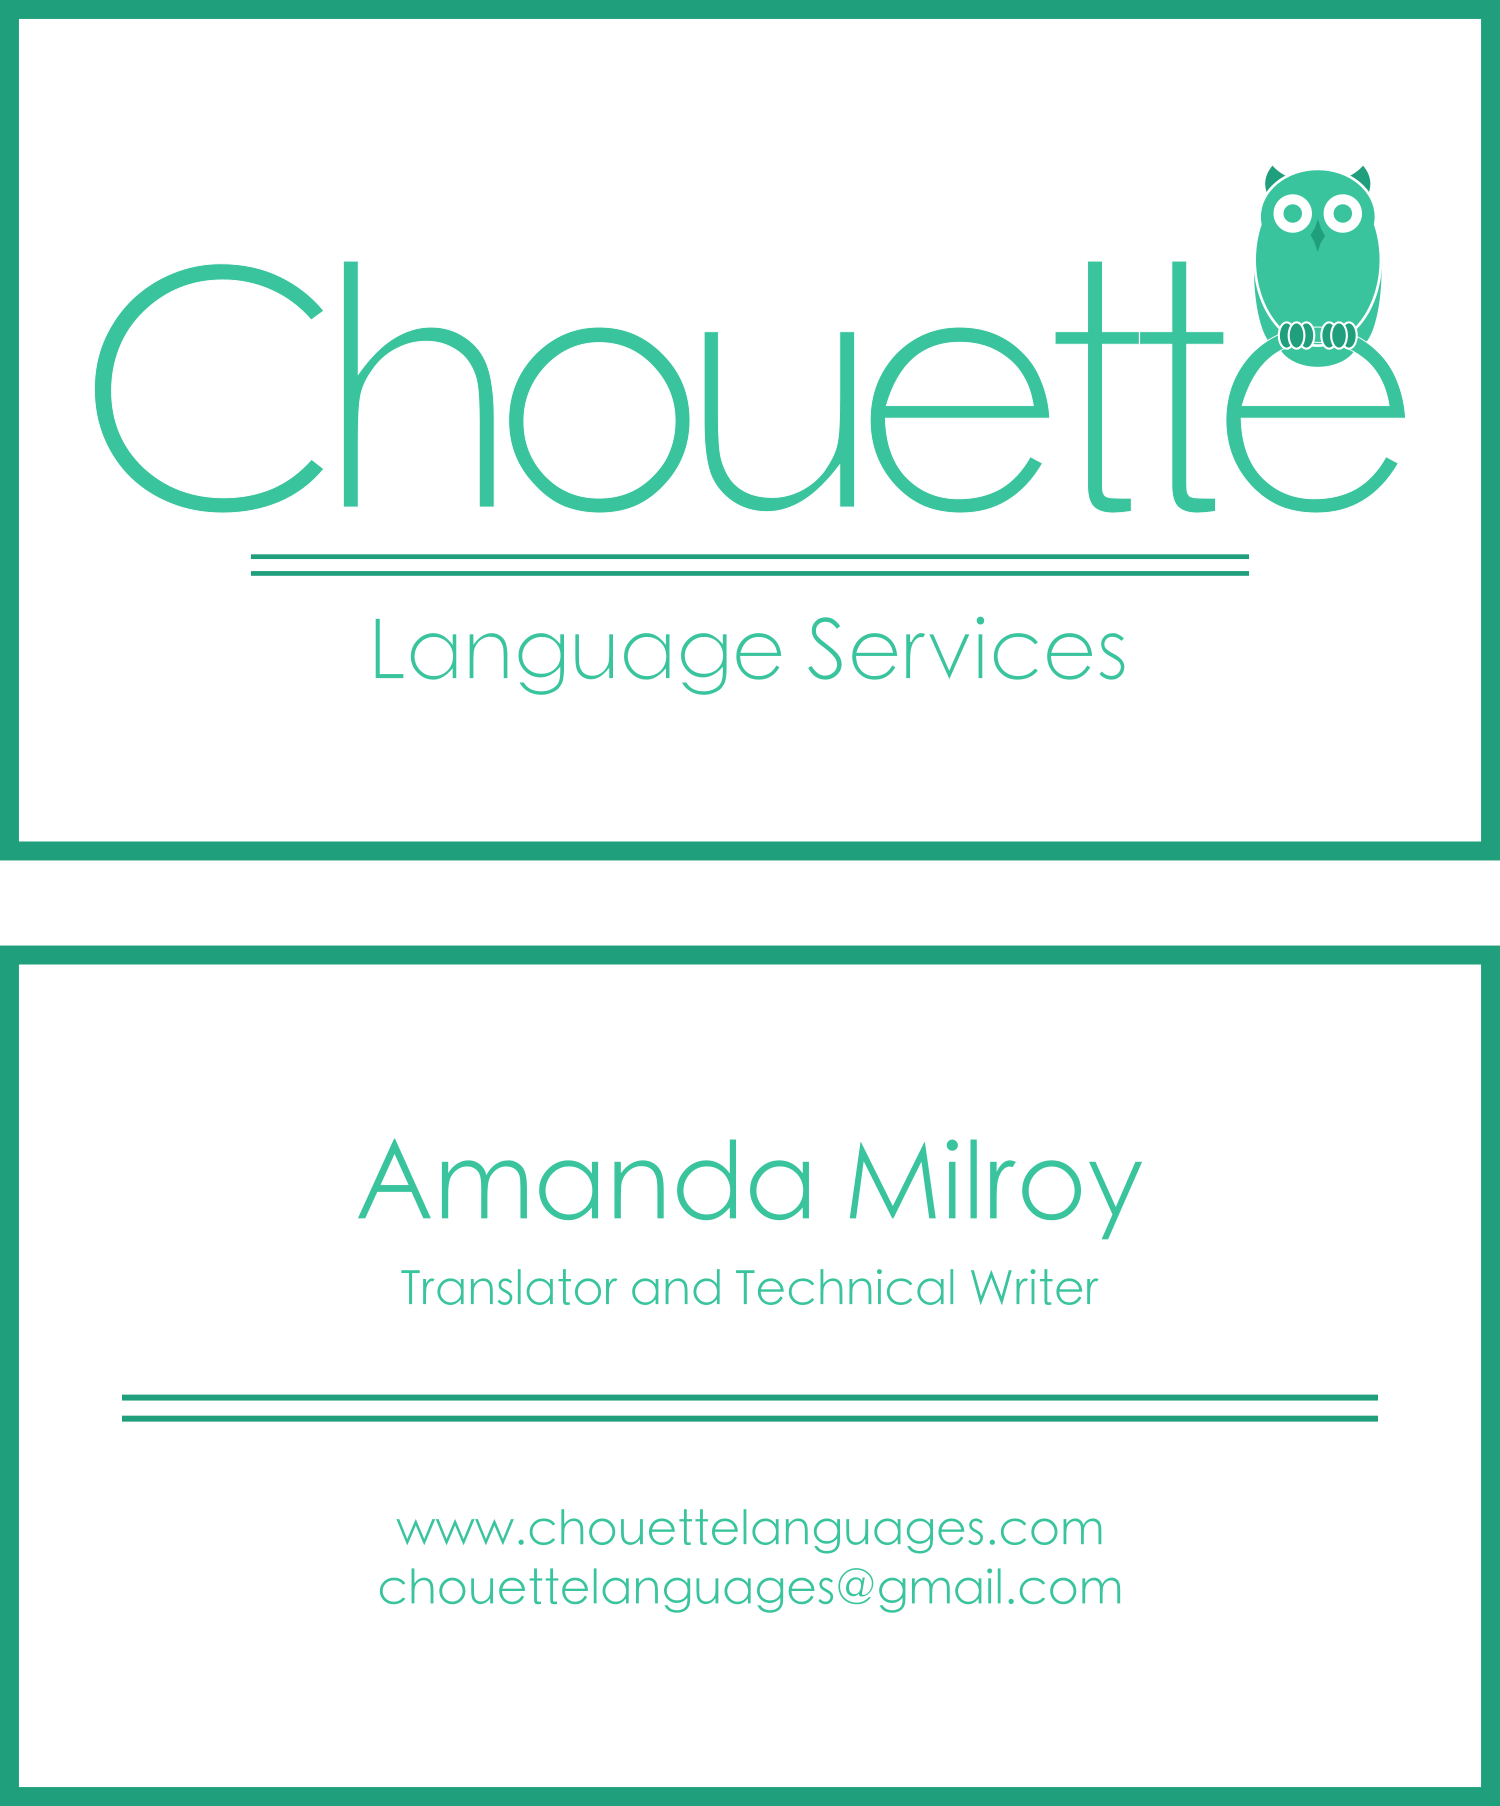 Chouette
Language Services
Amanda Milroy
Translator and Technical Writer
www.chouettelanguages.com
chouettelanguages@gmail.com